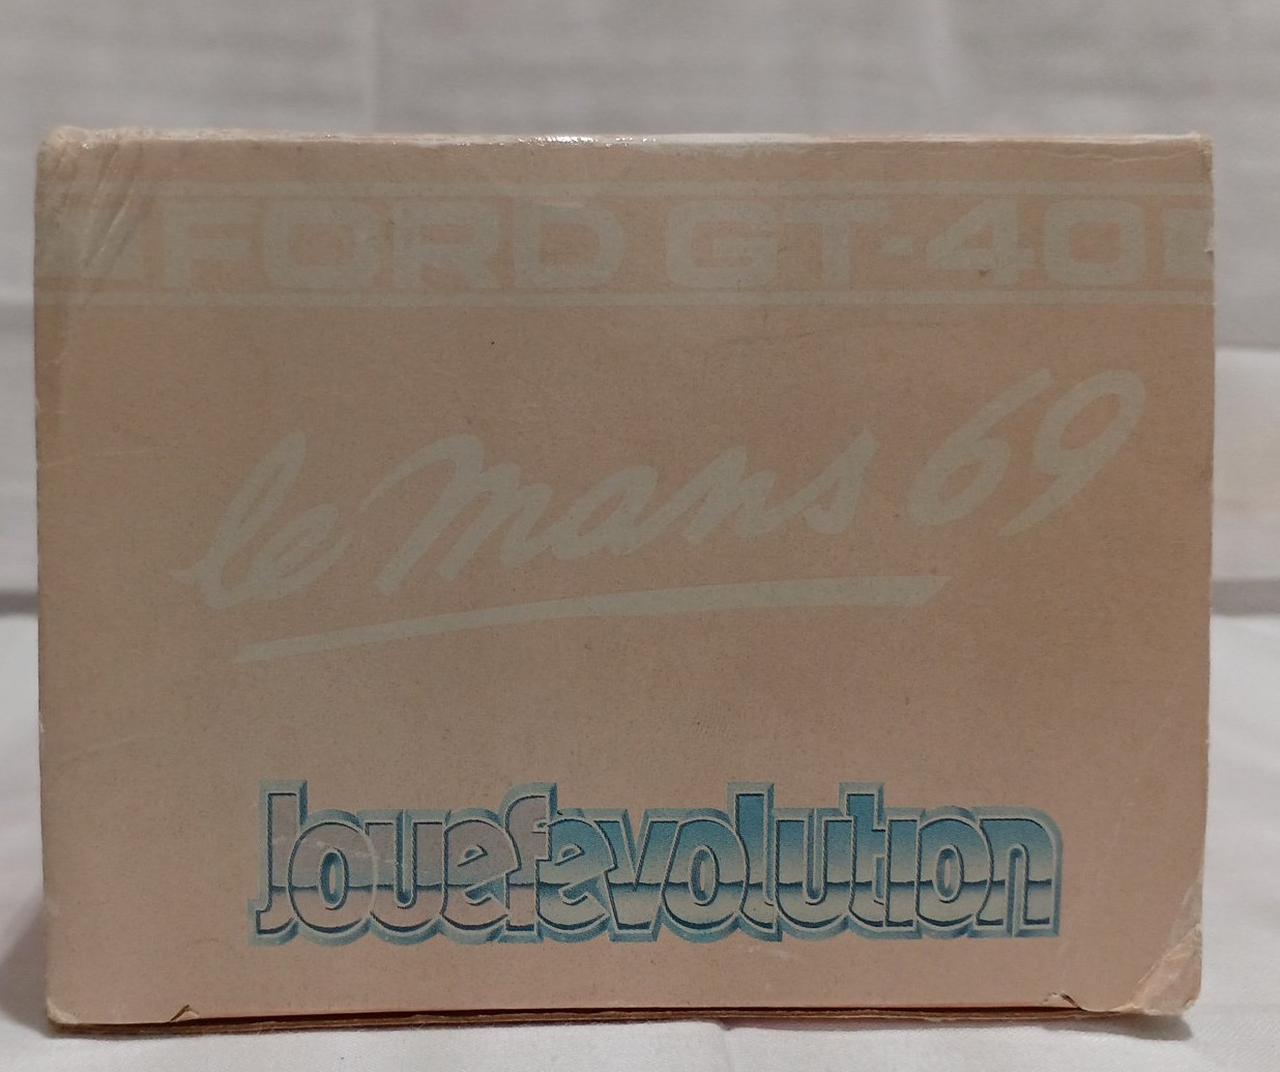 FORD GT-40
le mans 69
Jouefevolution